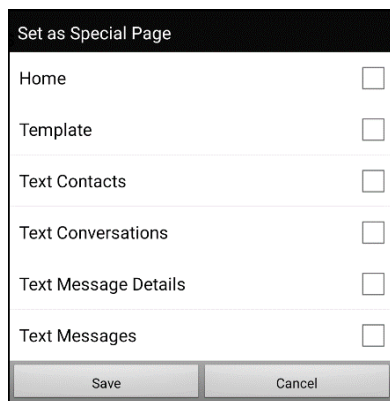 Set as Special Page
Home
Template
Text Contacts
Text Conversations
Text Message Details
Text Messages
Save Cancel